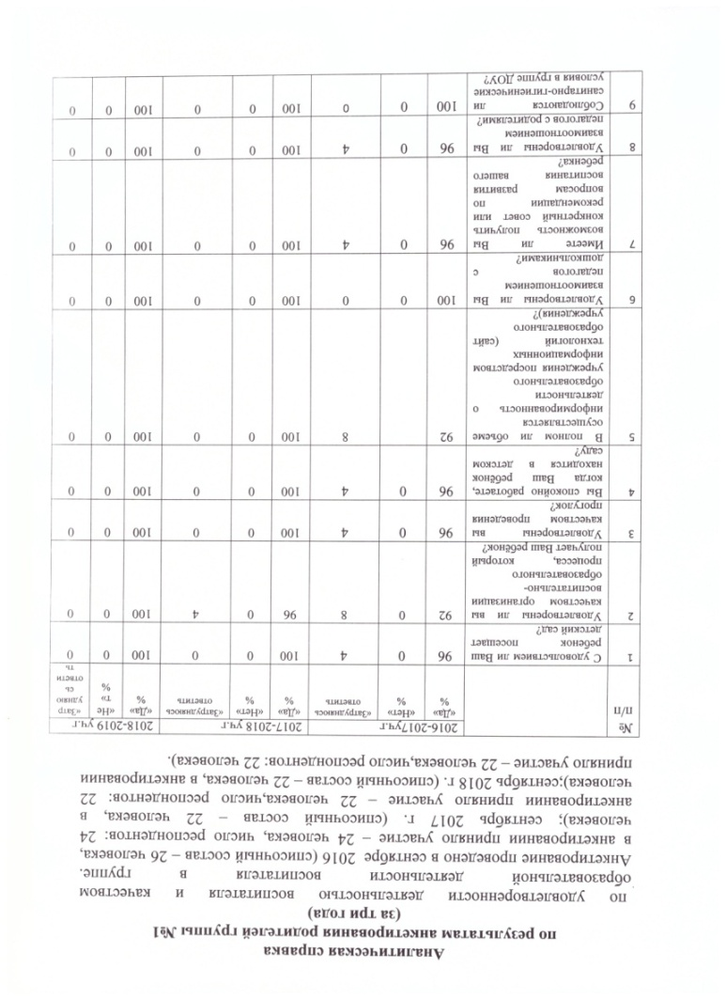 Аналитическая справка
по результатам анкетирования родителей группы №1
(за три года)
по удовлетворенности деятельностью воспитателя и качеством
образовательной деятельности воспитателя в группе.
Анкетирование проведено в сентябре 2016 (списочный состав – 26 человека,
в анкетировании приняло участие – 24 человека, число респондентов: 24
человека); сентябрь 2017 г. (списочный состав – 22 человека, в
анкетировании приняло участие – 22 человека,число респондентов: 22
человека);сентябрь 2018 г. (списочный состав – 22 человека, в анкетировании
приняло участие – 22 человека,число респондентов: 22 человека).
№ п/п 2016-2017уч.г. 2017-2018 уч.г. 2018-2019 уч г.г.
«Да» % «Нет» % «Затрудняюсь ответить «Да» % «Нет» % «Затрудняюсь ответить «Да» % «Не т» % «Затр удняю сь ответи ть
1 С удовольствием ли Ваш 96 0 4 100 0 0 100 0 0
ребенок посещает
детский сад?
2 Удовлетворены ли вы 92 0 8 96 0 4 100 0 0
качеством организации
воспитательно-
образовательного
процесса, который
получает Ваш ребёнок?
3 Удовлетворены вы 96 0 4 100 0 0 100 0 0
качеством проведения
прогулок?
4 Вы спокойно работаете, 96 0 4 100 0 0 100 0 0
когда Ваш ребёнок
находится в детском
саду?
5 В полном ли объеме 92 8 100 0 0 100 0 0
осуществляется
информированность о
деятельности
образовательного
учреждения посредством
информационных
технологий (сайт
образовательного
учреждения)?
6 Удовлетворены ли Вы 100 0 0 100 0 0 100 0 0
взаимоотношением
педагогов с
дошкольниками?
7 Имеете ли Вы 96 0 4 100 0 0 100 0 0
возможность получить
конкретный совет или
рекомендации по
вопросам развития
воспитания вашего
ребенка?
8 Удовлетворены ли Вы 96 0 4 100 0 0 100 0 0
взаимоотношением
педагогов с родителями?
9 Соблюдаются ли 100 0 0 100 0 0 100 0 0
санитарно-гигиенические
условия в группе ДОУ?